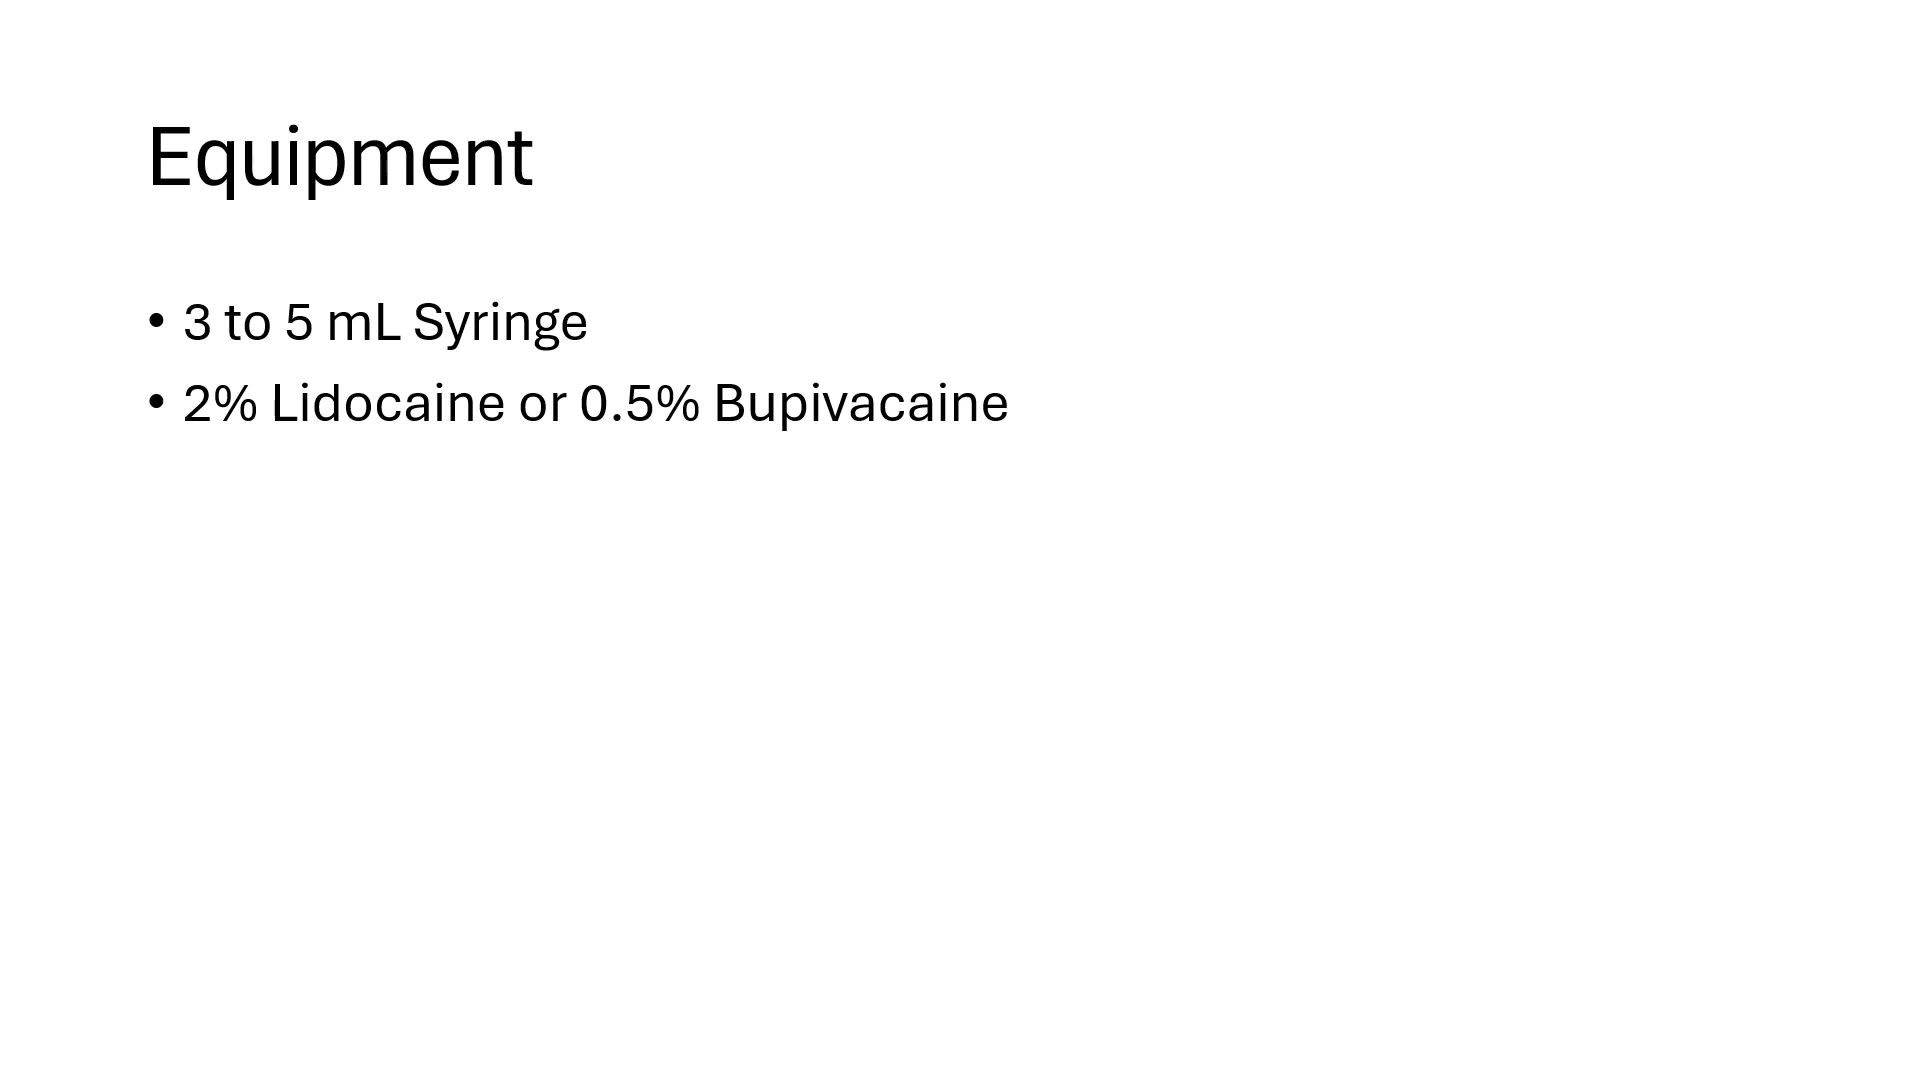 Equipment
• 3 to 5 mL Syringe
• 2% Lidocaine or 0.5% Bupivacaine